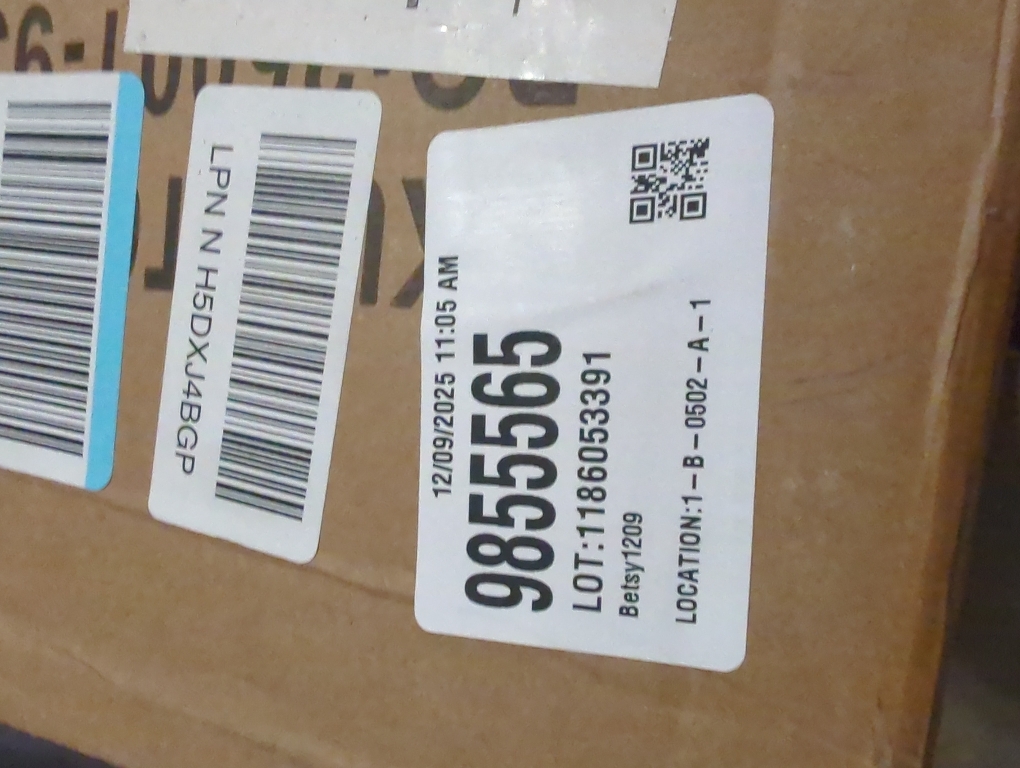 LPN N H5DXJ4BGP
12/09/2025 11:05 AM
9855565
LOT:1186053391
Betsy1209
LOCATION:1-B-0502-A-1